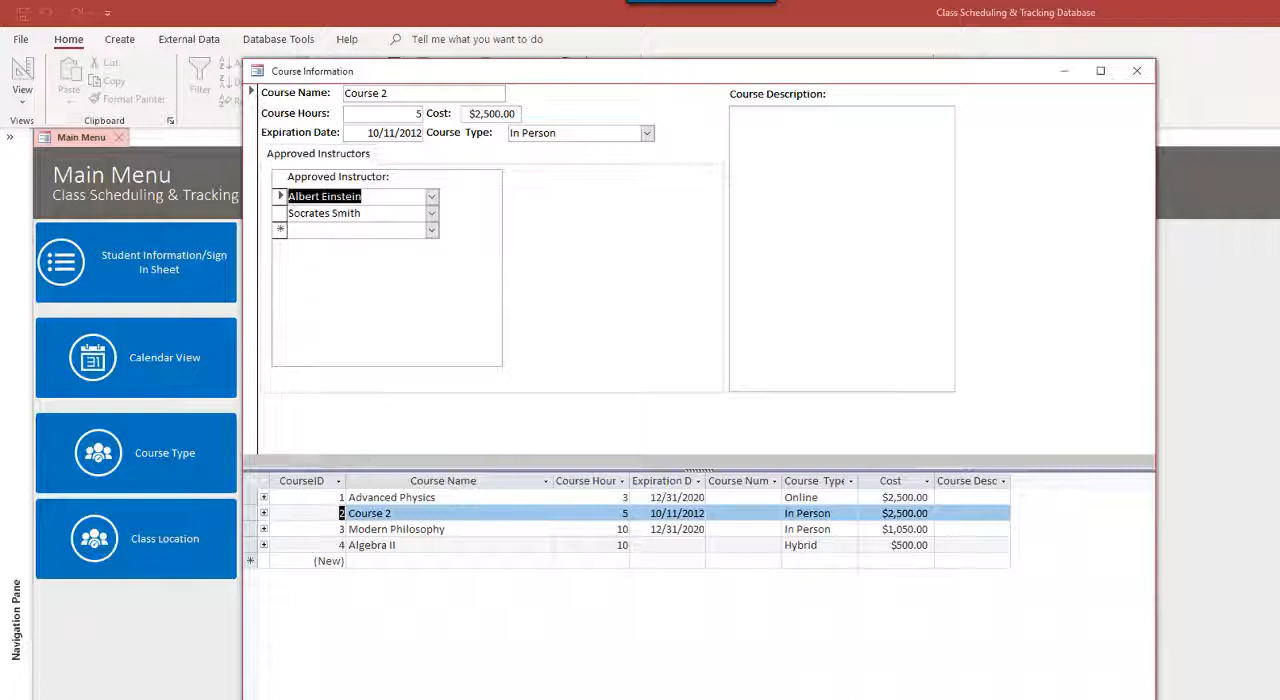 Class Scheduling & Tracking Database
File Home Create External Data Database Tools Help Tell me what you want to do
View
Views
Paste
Cut
Copy
Format Painter
Clipboard
Filter
Main Menu
Main Menu
Class Scheduling & Tracking
Student Information/Sign
In Sheet
Calendar View
31
Course Type
Class Location
Navigation Pane
Course Information
Course Name: Course 2
Course Hours: 5 Cost: $2,500.00
Expiration Date: 10/11/2012 Course Type: In Person
Course Description:
Approved Instructors
Approved Instructor:
Albert Einstein
Socrates Smith
CourseID Course Name Course Hour Expiration D Course Num Course Type Cost Course Desc
1 Advanced Physics 3 12/31/2020 Online $2,500.00
2 Course 2 5 10/11/2012 In Person $2,500.00
3 Modern Philosophy 10 12/31/2020 In Person $1,050.00
4 Algebra II 10 Hybrid $500.00
(New)